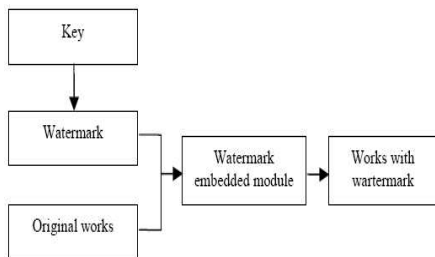 Key
Watermark
Original works
Watermark
embedded module
Works with
wartermark